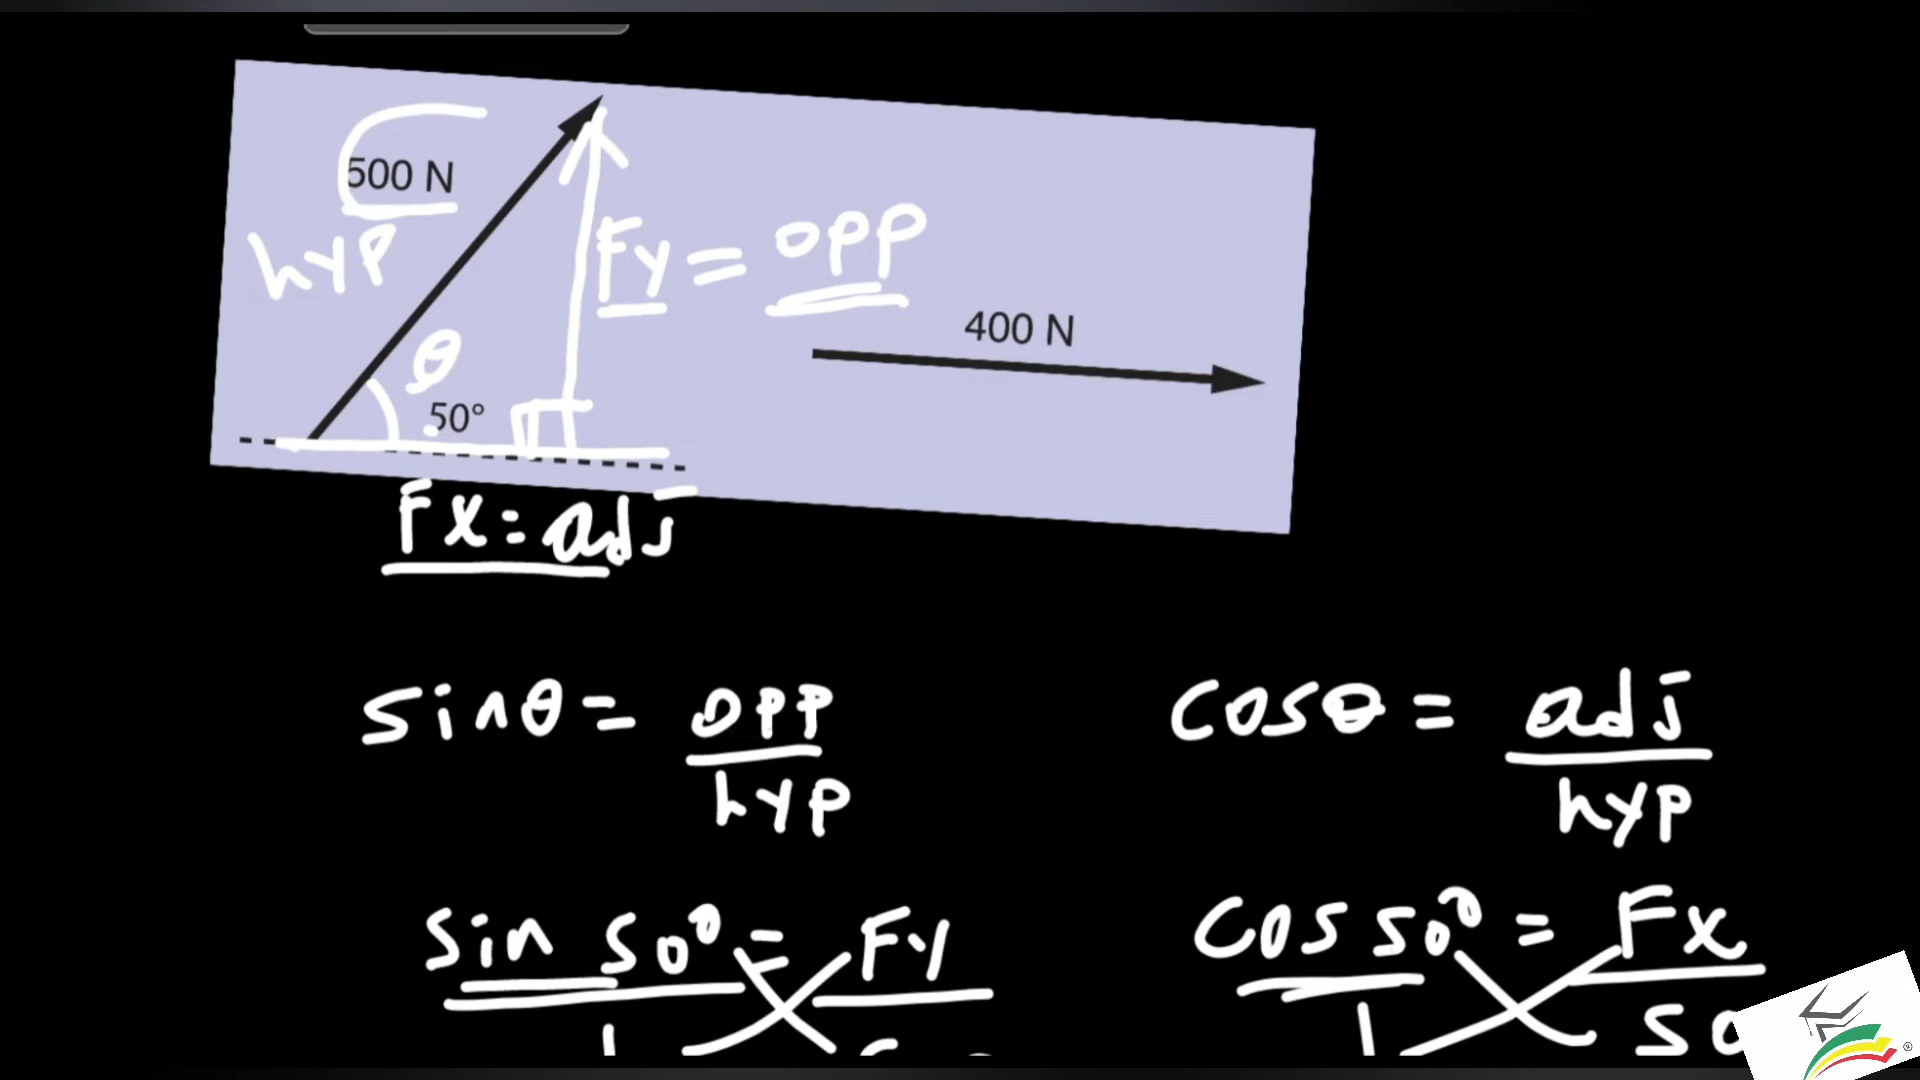 500 N
hyp
Fy = opp
400 N
θ
50°
Fx = adj
sinθ = opp
hyp
cosθ = adj
hyp
sin 50° = Fy
1
cos 50° = Fx
1 50